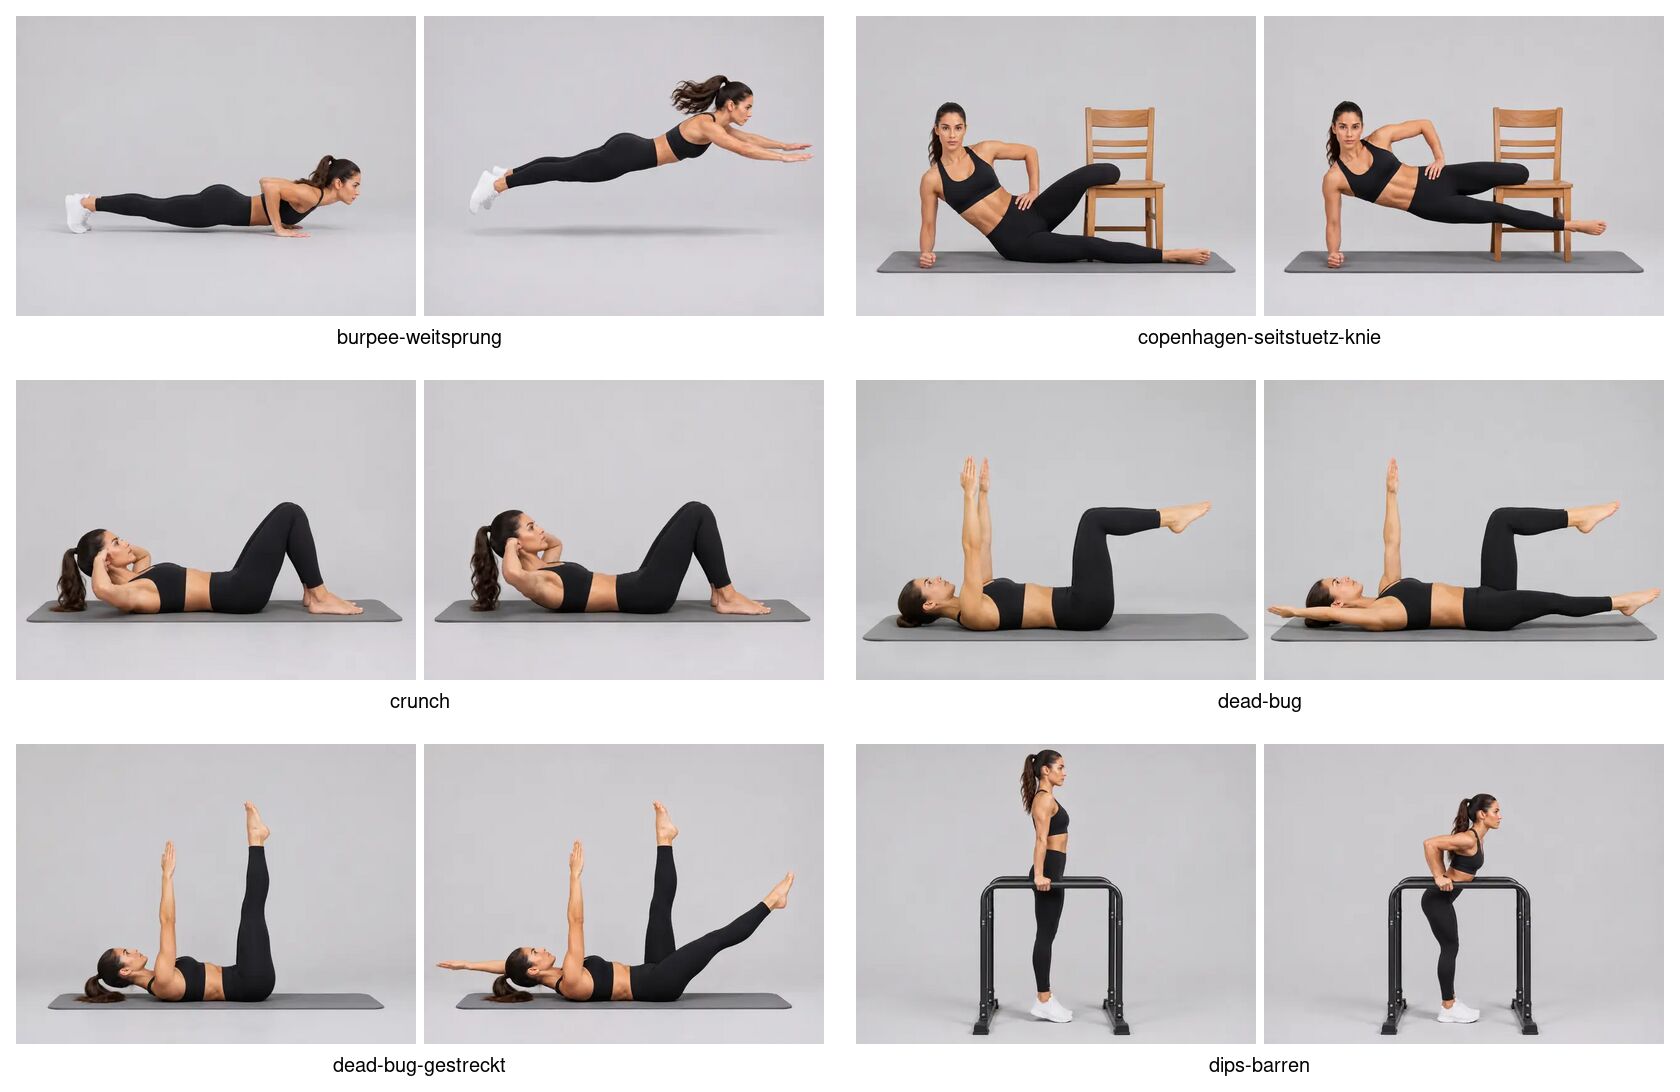 burpee-weitsprung
copenhagen-seitstuetz-knie
crunch
dead-bug
dead-bug-gestreckt
dips-barren